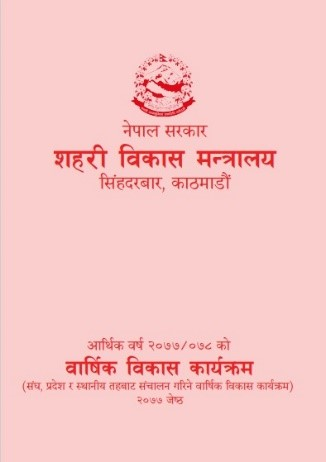 नेपाल सरकार
शहरी विकास मन्त्रालय
सिंहदरबार, काठमाडौं
आर्थिक वर्ष २०७७/०७८ को
वार्षिक विकास कार्यक्रम
(संघ, प्रदेश र स्थानीय तहबाट संचालन गरिने वार्षिक विकास कार्यक्रम)
२०७७ जेष्ठ